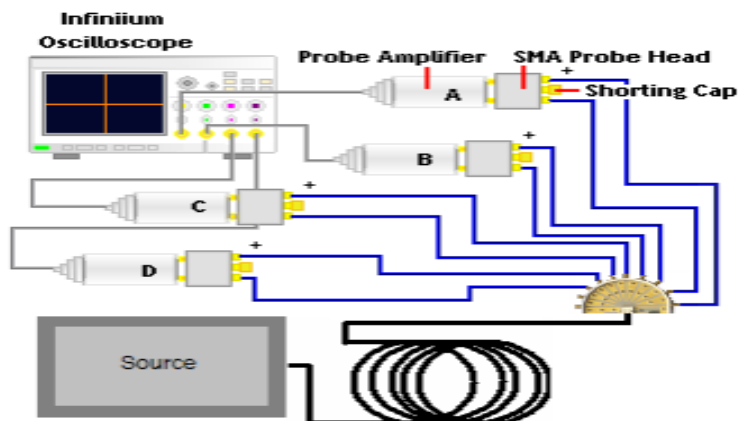 Infiniium
Oscilloscope
Probe Amplifier
SMA Probe Head
+
Shorting Cap
A
+
B
+
C
+
D
Source